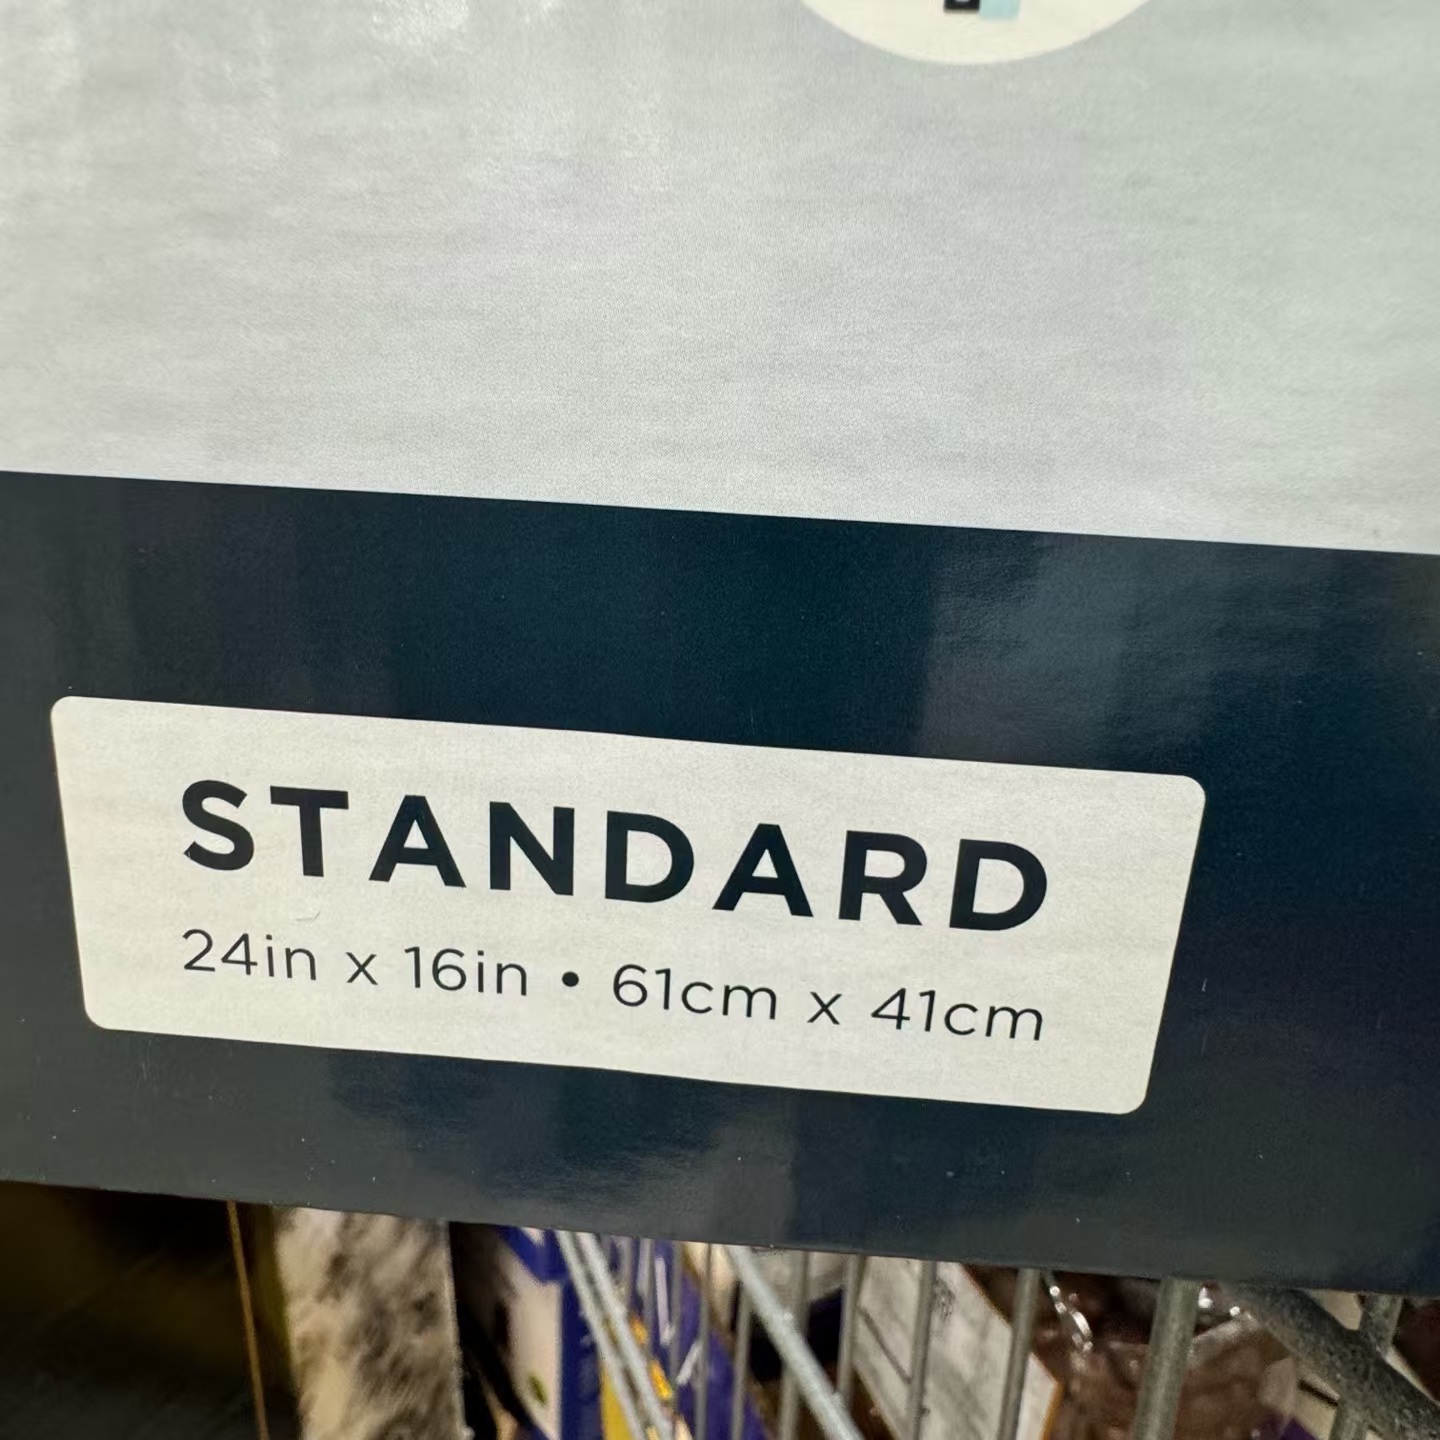 STANDARD
24in x 16in • 61cm x 41cm